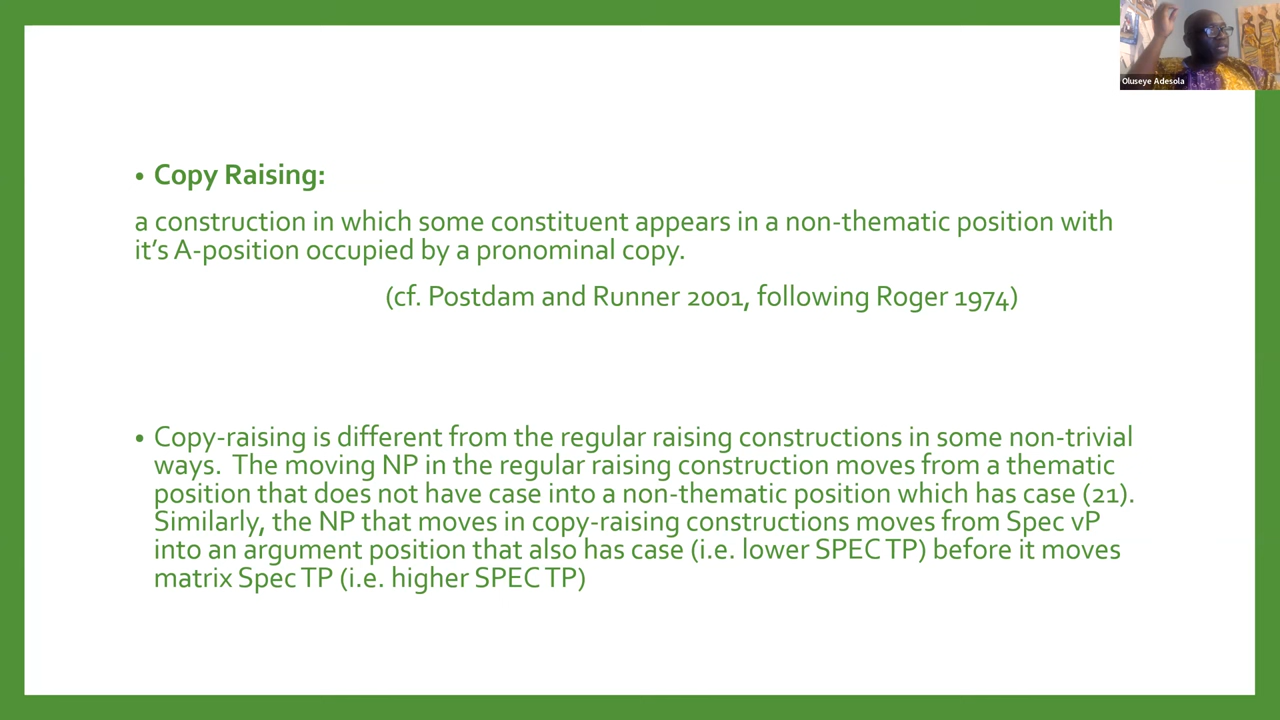 Oluseye Adesola
• Copy Raising:
a construction in which some constituent appears in a non-thematic position with
it's A-position occupied by a pronominal copy.
(cf. Postdam and Runner 2001, following Roger 1974)
• Copy-raising is different from the regular raising constructions in some non-trivial
ways. The moving NP in the regular raising construction moves from a thematic
position that does not have case into a non-thematic position which has case (21).
Similarly, the NP that moves in copy-raising constructions moves from Spec vP
into an argument position that also has case (i.e. lower SPEC TP) before it moves
matrix Spec TP (i.e. higher SPEC TP)